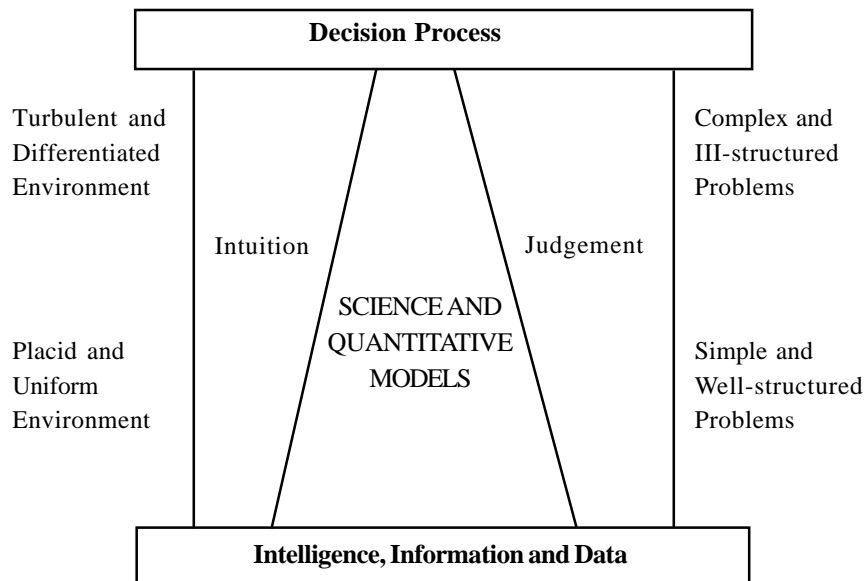 Decision Process
Turbulent and
Differentiated
Environment
Complex and
III-structured
Problems
Intuition
Judgement
SCIENCE AND
QUANTITATIVE
MODELS
Placid and
Uniform
Environment
Simple and
Well-structured
Problems
Intelligence, Information and Data